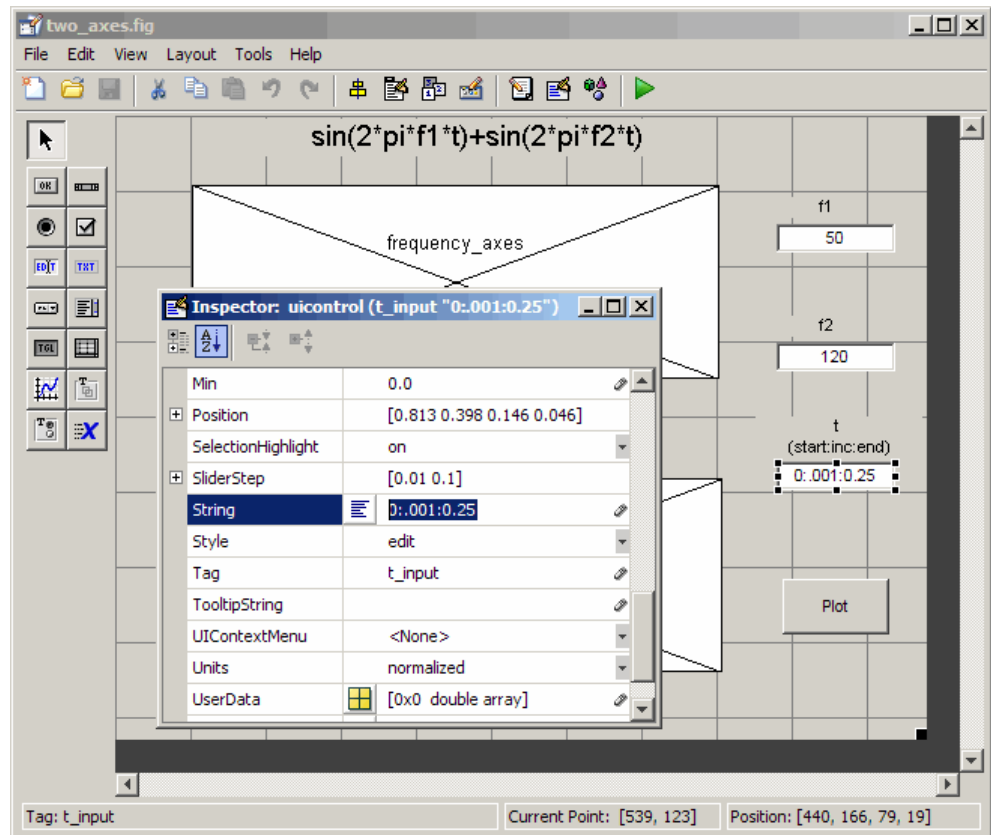 two_axes.fig
File Edit View Layout Tools Help
sin(2*pi*f1*t)+sin(2*pi*f2*t)
OK
EDIT TXT
TGL
frequency_axes
f1
50
f2
120
t
(start:inc:end)
0:.001:0.25
Plot
Inspector: uicontrol (t_input "0:.001:0.25")
Min 0.0
Position [0.813 0.398 0.146 0.046]
SelectionHighlight on
SliderStep [0.01 0.1]
String 0:.001:0.25
Style edit
Tag t_input
TooltipString
UIContextMenu <None>
Units normalized
UserData [0x0 double array]
Tag: t_input Current Point: [539, 123] Position: [440, 166, 79, 19]